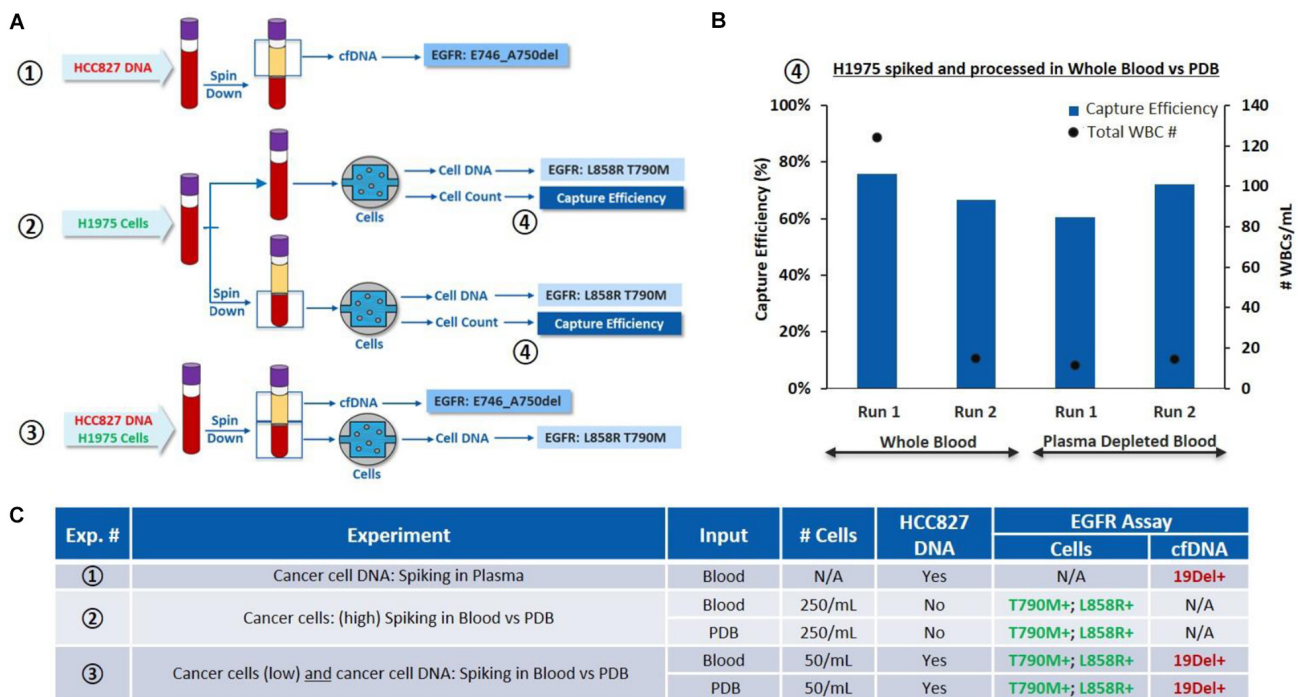 A
①
HCC827 DNA
Spin
Down
cfDNA
EGFR: E746_A750del
②
H1975 Cells
Cells
Cell DNA
EGFR: L858R T790M
Cell Count
Capture Efficiency
④
Spin
Down
Cells
Cell DNA
EGFR: L858R T790M
Cell Count
Capture Efficiency
④
③
HCC827 DNA
H1975 Cells
Spin
Down
cfDNA
EGFR: E746_A750del
Cells
Cell DNA
EGFR: L858R T790M
B
④ H1975 spiked and processed in Whole Blood vs PDB
Capture Efficiency
Total WBC #
Capture Efficiency (%)
100%
80%
60%
40%
20%
0%
140
120
100
80
60
40
20
0
# WBCs/mL
Run 1 Run 2 Run 1 Run 2
Whole Blood Plasma Depleted Blood
C
Exp. # Experiment Input # Cells HCC827 DNA EGFR Assay
Cells cfDNA
① Cancer cell DNA: Spiking in Plasma Blood N/A Yes N/A 19Del+
② Cancer cells: (high) Spiking in Blood vs PDB Blood 250/mL No T790M+; L858R+ N/A
PDB 250/mL No T790M+; L858R+ N/A
③ Cancer cells (low) and cancer cell DNA: Spiking in Blood vs PDB Blood 50/mL Yes T790M+; L858R+ 19Del+
PDB 50/mL Yes T790M+; L858R+ 19Del+